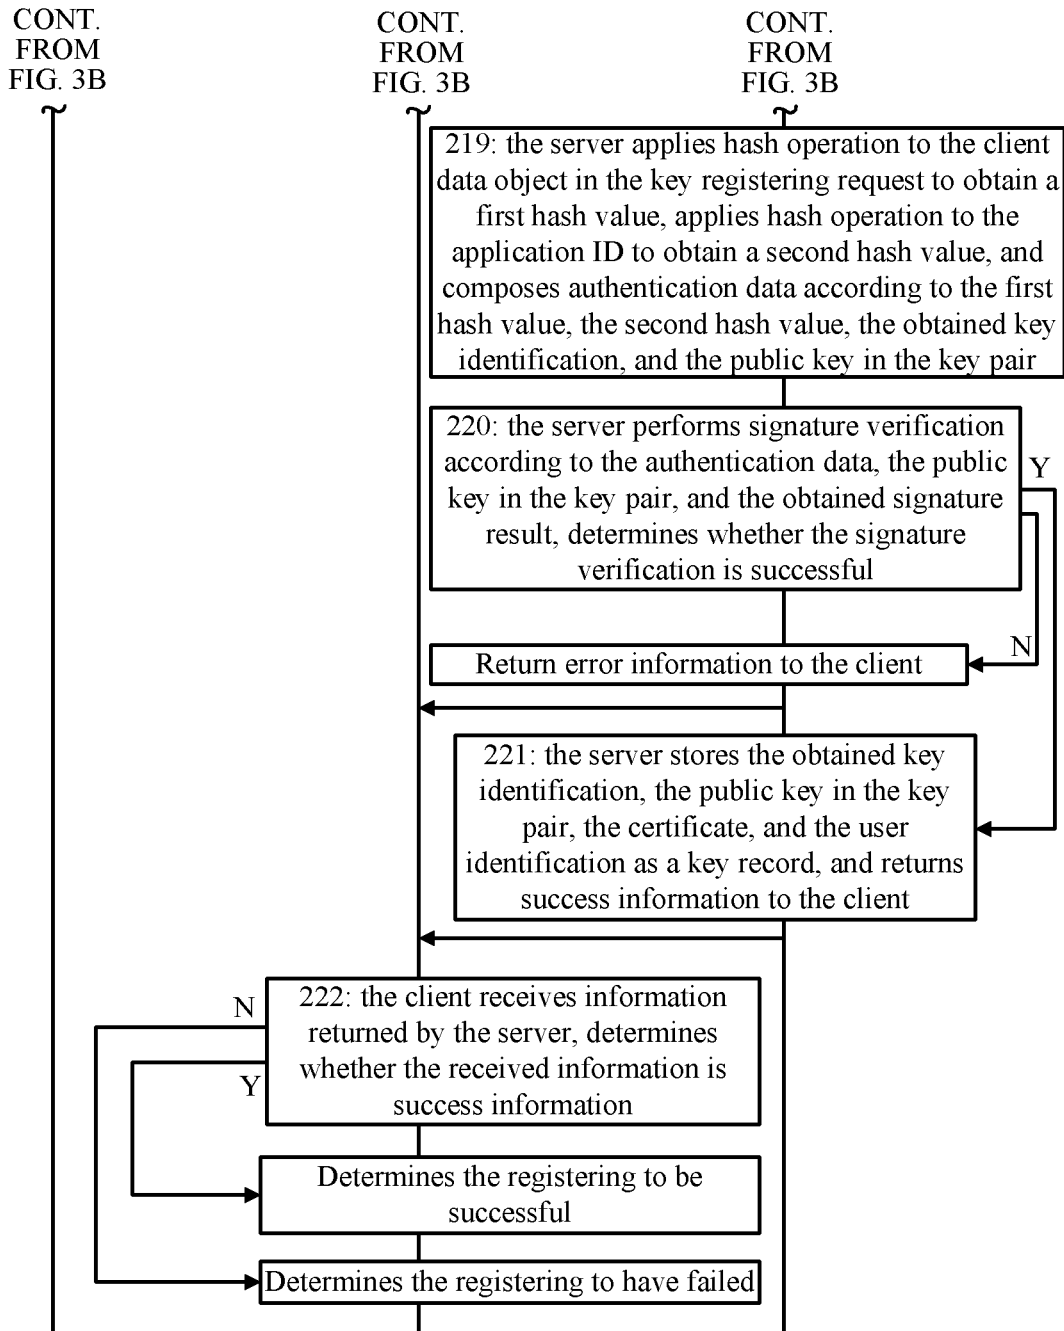 CONT.
FROM
FIG. 3B
CONT.
FROM
FIG. 3B
CONT.
FROM
FIG. 3B
219: the server applies hash operation to the client
data object in the key registering request to obtain a
first hash value, applies hash operation to the
application ID to obtain a second hash value, and
composes authentication data according to the first
hash value, the second hash value, the obtained key
identification, and the public key in the key pair
220: the server performs signature verification
according to the authentication data, the public
key in the key pair, and the obtained signature
result, determines whether the signature
verification is successful
Y
N
Return error information to the client
221: the server stores the obtained key
identification, the public key in the key
pair, the certificate, and the user
identification as a key record, and returns
success information to the client
222: the client receives information
returned by the server, determines
whether the received information is
success information
N
Y
Determines the registering to be
successful
Determines the registering to have failed